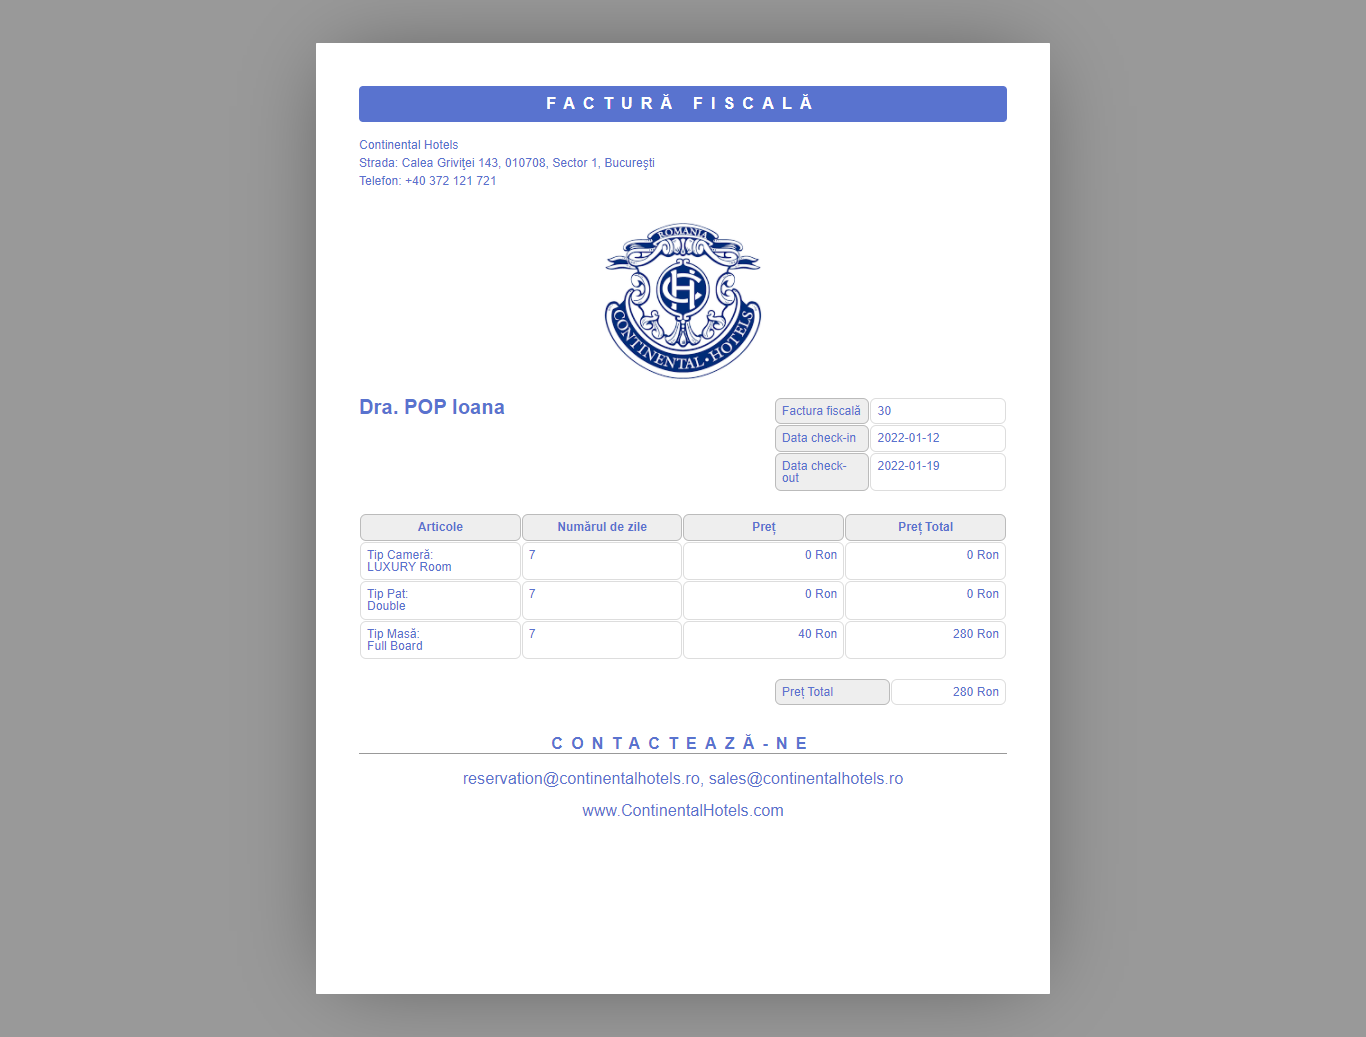 FACTURĂ FISCALĂ
Continental Hotels
Strada: Calea Griviţei 143, 010708, Sector 1, Bucureşti
Telefon: +40 372 121 721
ROMANIA
CH
CONTINENTAL · HOTELS
Dra. POP Ioana
Factura fiscală 30
Data check-in 2022-01-12
Data check- 2022-01-19
out
Articole Numărul de zile Preț Preț Total
Tip Cameră: 7 0 Ron 0 Ron
LUXURY Room
Tip Pat: 7 0 Ron 0 Ron
Double
Tip Masă: 7 40 Ron 280 Ron
Full Board
Preț Total 280 Ron
CONTACTEAZĂ-NE
reservation@continentalhotels.ro, sales@continentalhotels.ro
www.ContinentalHotels.com